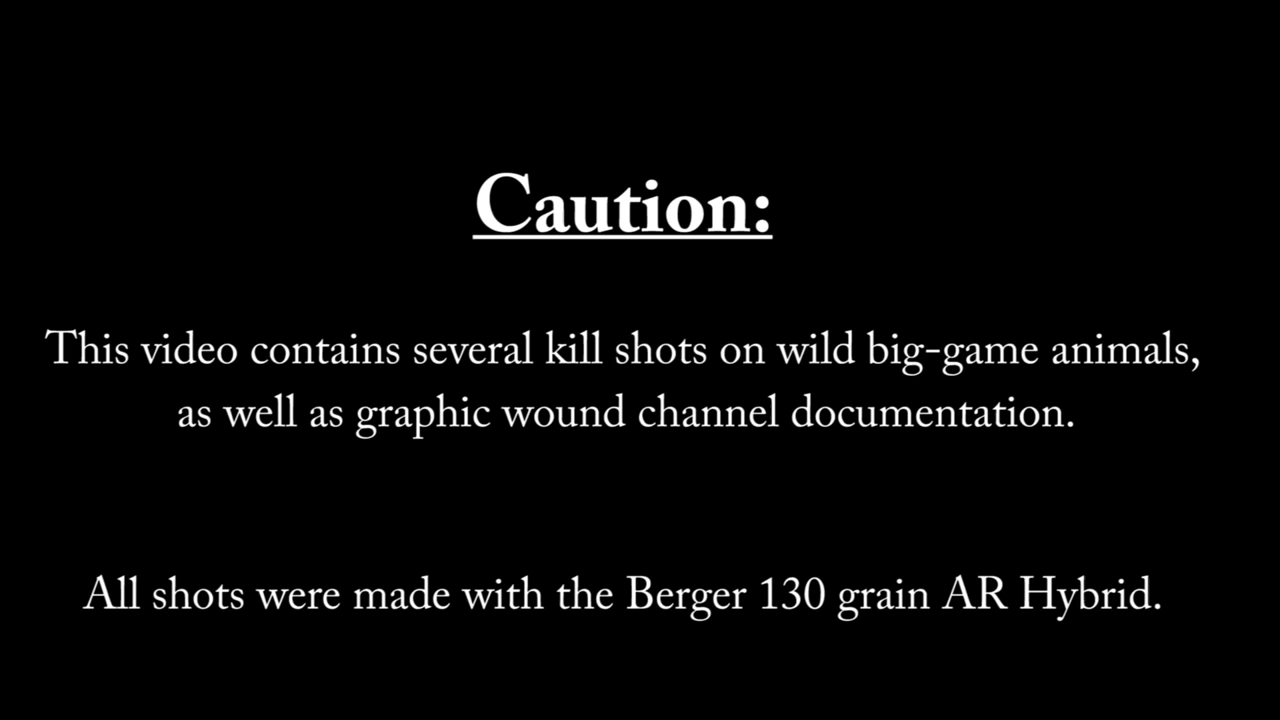 Caution:
This video contains several kill shots on wild big-game animals,
as well as graphic wound channel documentation.
All shots were made with the Berger 130 grain AR Hybrid.